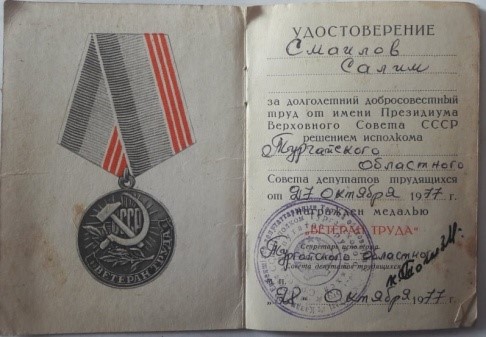 СССР
ВЕТЕРАН ТРУДА
УДОСТОВЕРЕНИЕ
Смаилов
Салим
за долголетний добросовестный
труд от имени Президиума
Верховного Совета СССР
решением исполкома
Тургайского
Областного
Совета депутатов трудящихся
от „27 октября 1977 г.
награжден медалью
"ВЕТЕРАН ТРУДА"
Секретарь исполкома
Тургайского областного
Совета депутатов трудящихся
„28" Октября 1977 г.